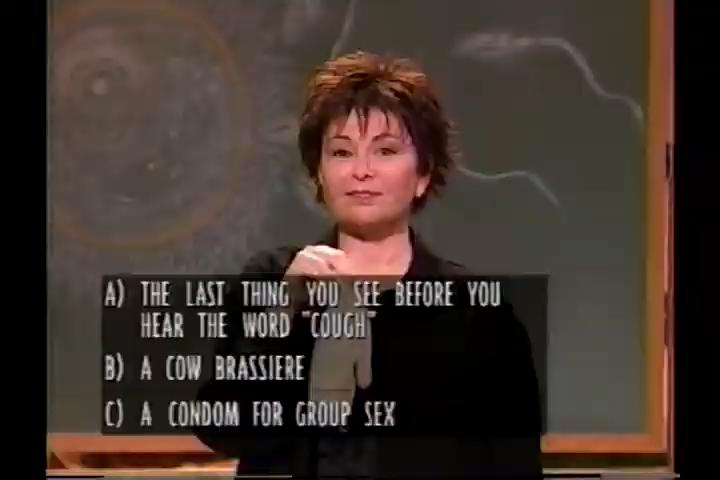 A) THE LAST THING YOU SEE BEFORE YOU
HEAR THE WORD "COUGH"
B) A COW BRASSIERE
C) A CONDOM FOR GROUP SEX